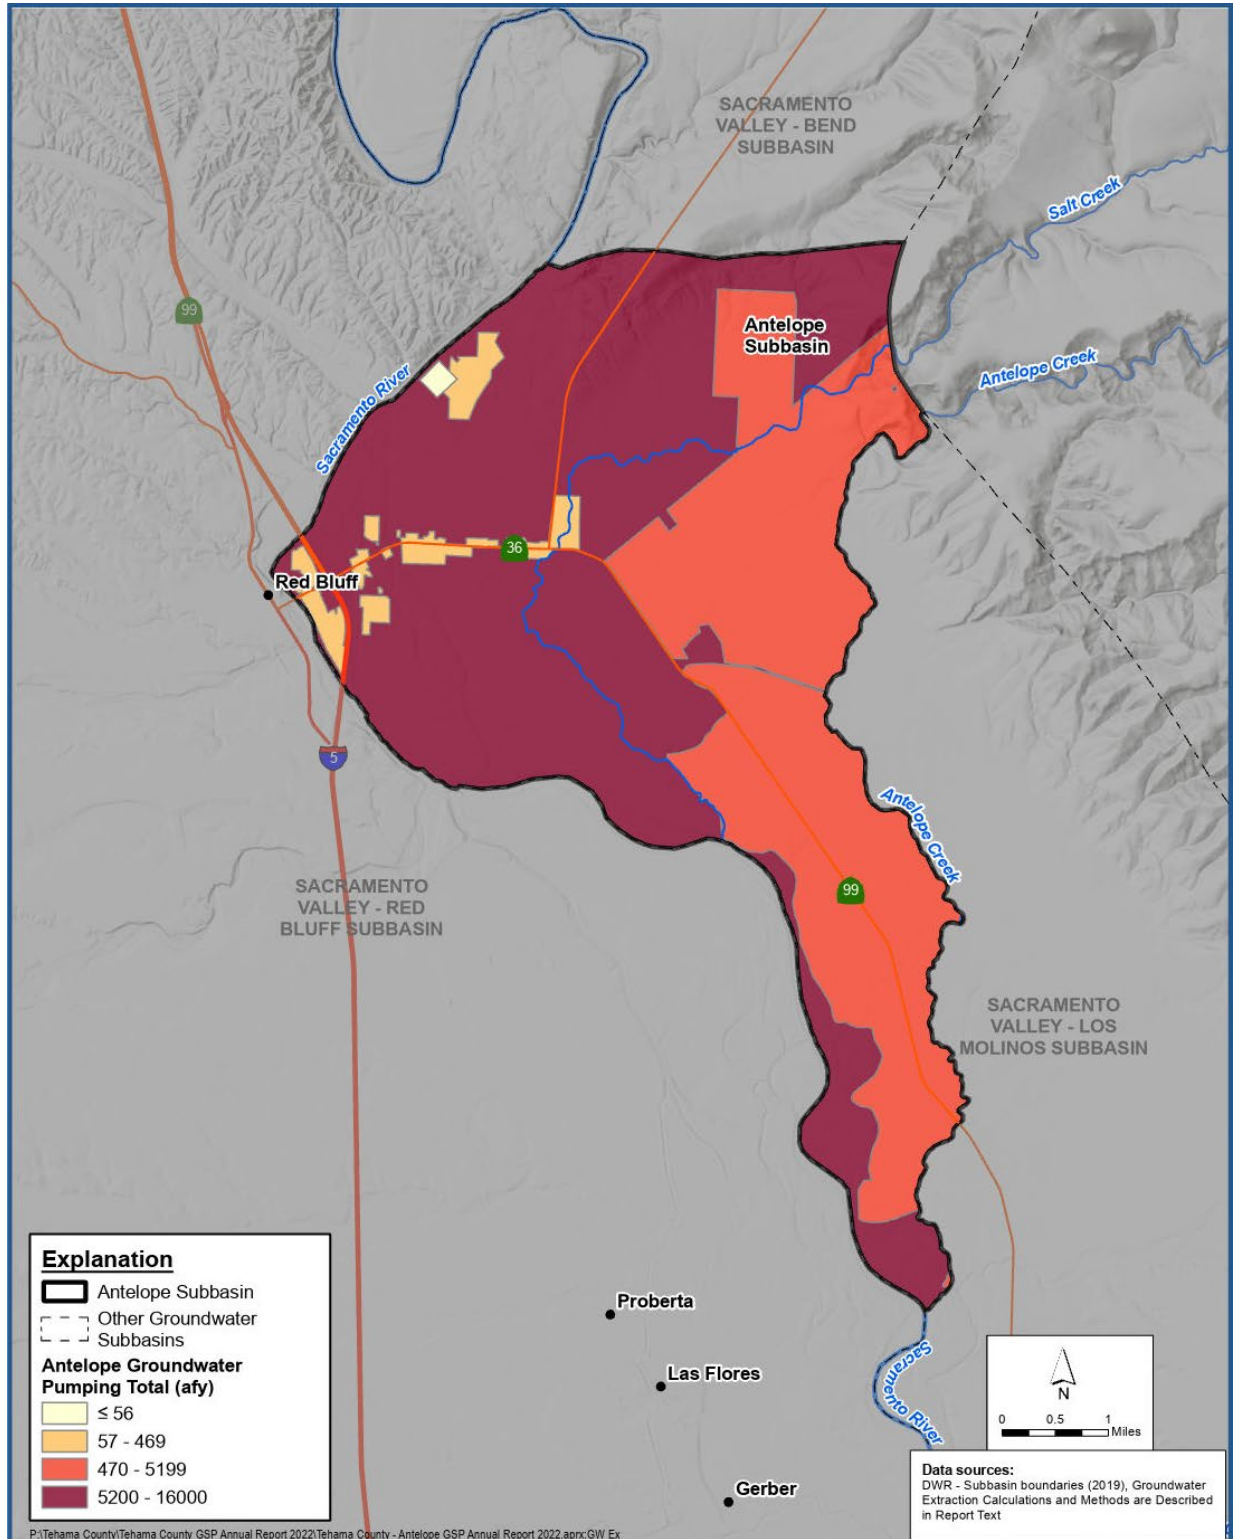 SACRAMENTO
VALLEY - BEND
SUBBASIN
Salt Creek
99
Antelope
Subbasin
Antelope Creek
Sacramento River
36
Red Bluff
5
Antelope Creek
99
SACRAMENTO
VALLEY - RED
BLUFF SUBBASIN
SACRAMENTO
VALLEY - LOS
MOLINOS SUBBASIN
Explanation
Antelope Subbasin
Other Groundwater
Subbasins
Antelope Groundwater
Pumping Total (afy)
≤ 56
57 - 469
470 - 5199
5200 - 16000
Proberta
Las Flores
Gerber
Sacramento River
N
0 0.5 1
Miles
Data sources:
DWR - Subbasin boundaries (2019), Groundwater
Extraction Calculations and Methods are Described
in Report Text
P:\Tehama County\Tehama County GSP Annual Report 2022\Tehama County - Antelope GSP Annual Report 2022.aprx:GW Ex